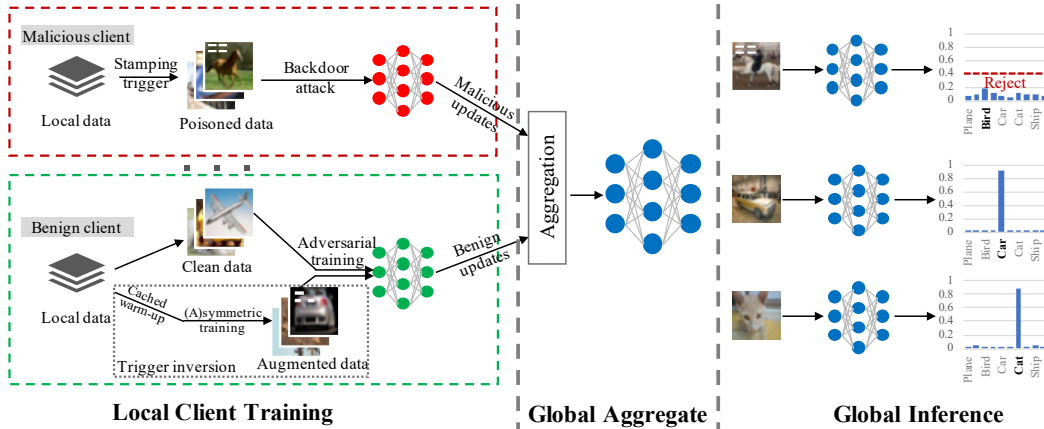 Malicious client
Local data
Stamping
trigger
Poisoned data
Backdoor
attack
Malicious
updates
Benign client
Local data
Clean data
Adversarial
training
Cached
warm-up
(A)symmetric
training
Augmented data
Trigger inversion
Benign
updates
Local Client Training
Aggregation
Global Aggregate
1
0.8
0.6
0.4
0.2
0
Reject
Plane
Bird
Car
Cat
Ship
1
0.8
0.6
0.4
0.2
0
Plane
Bird
Car
Cat
Ship
1
0.8
0.6
0.4
0.2
0
Plane
Bird
Car
Cat
Ship
Global Inference